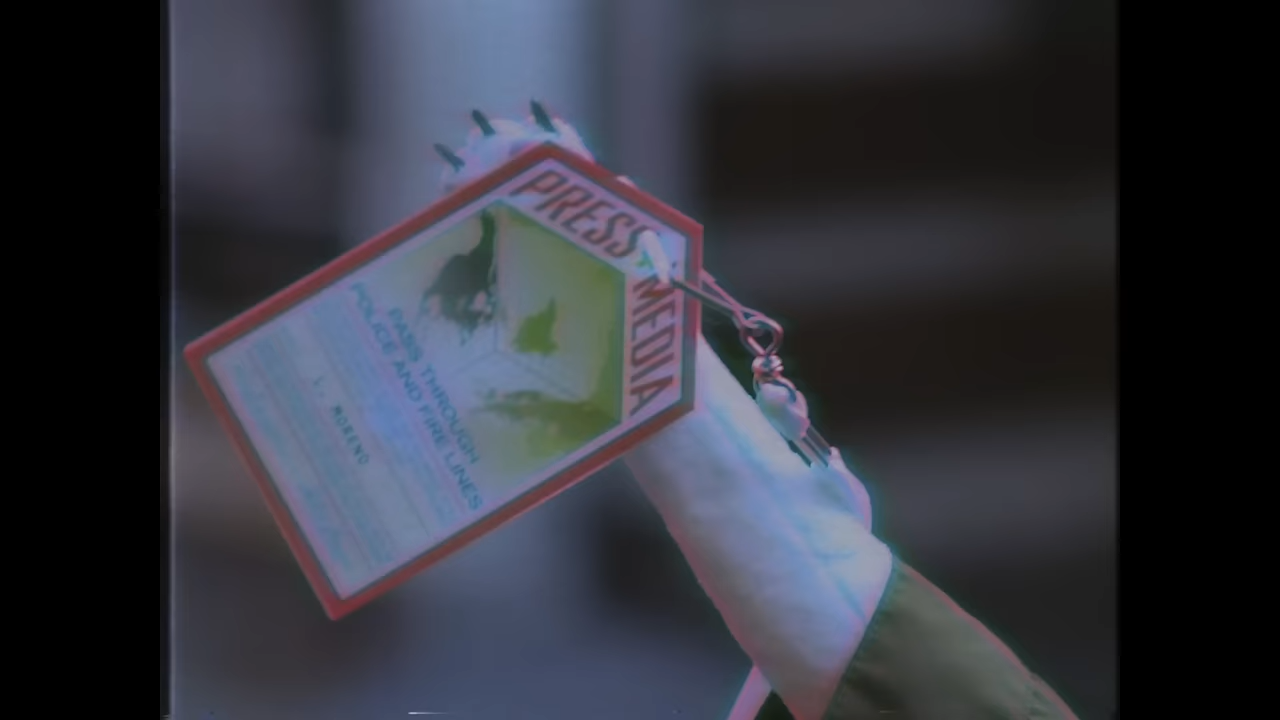 PRESS MEDIA
PASS THROUGH
POLICE AND FIRE LINES
L. MORENO